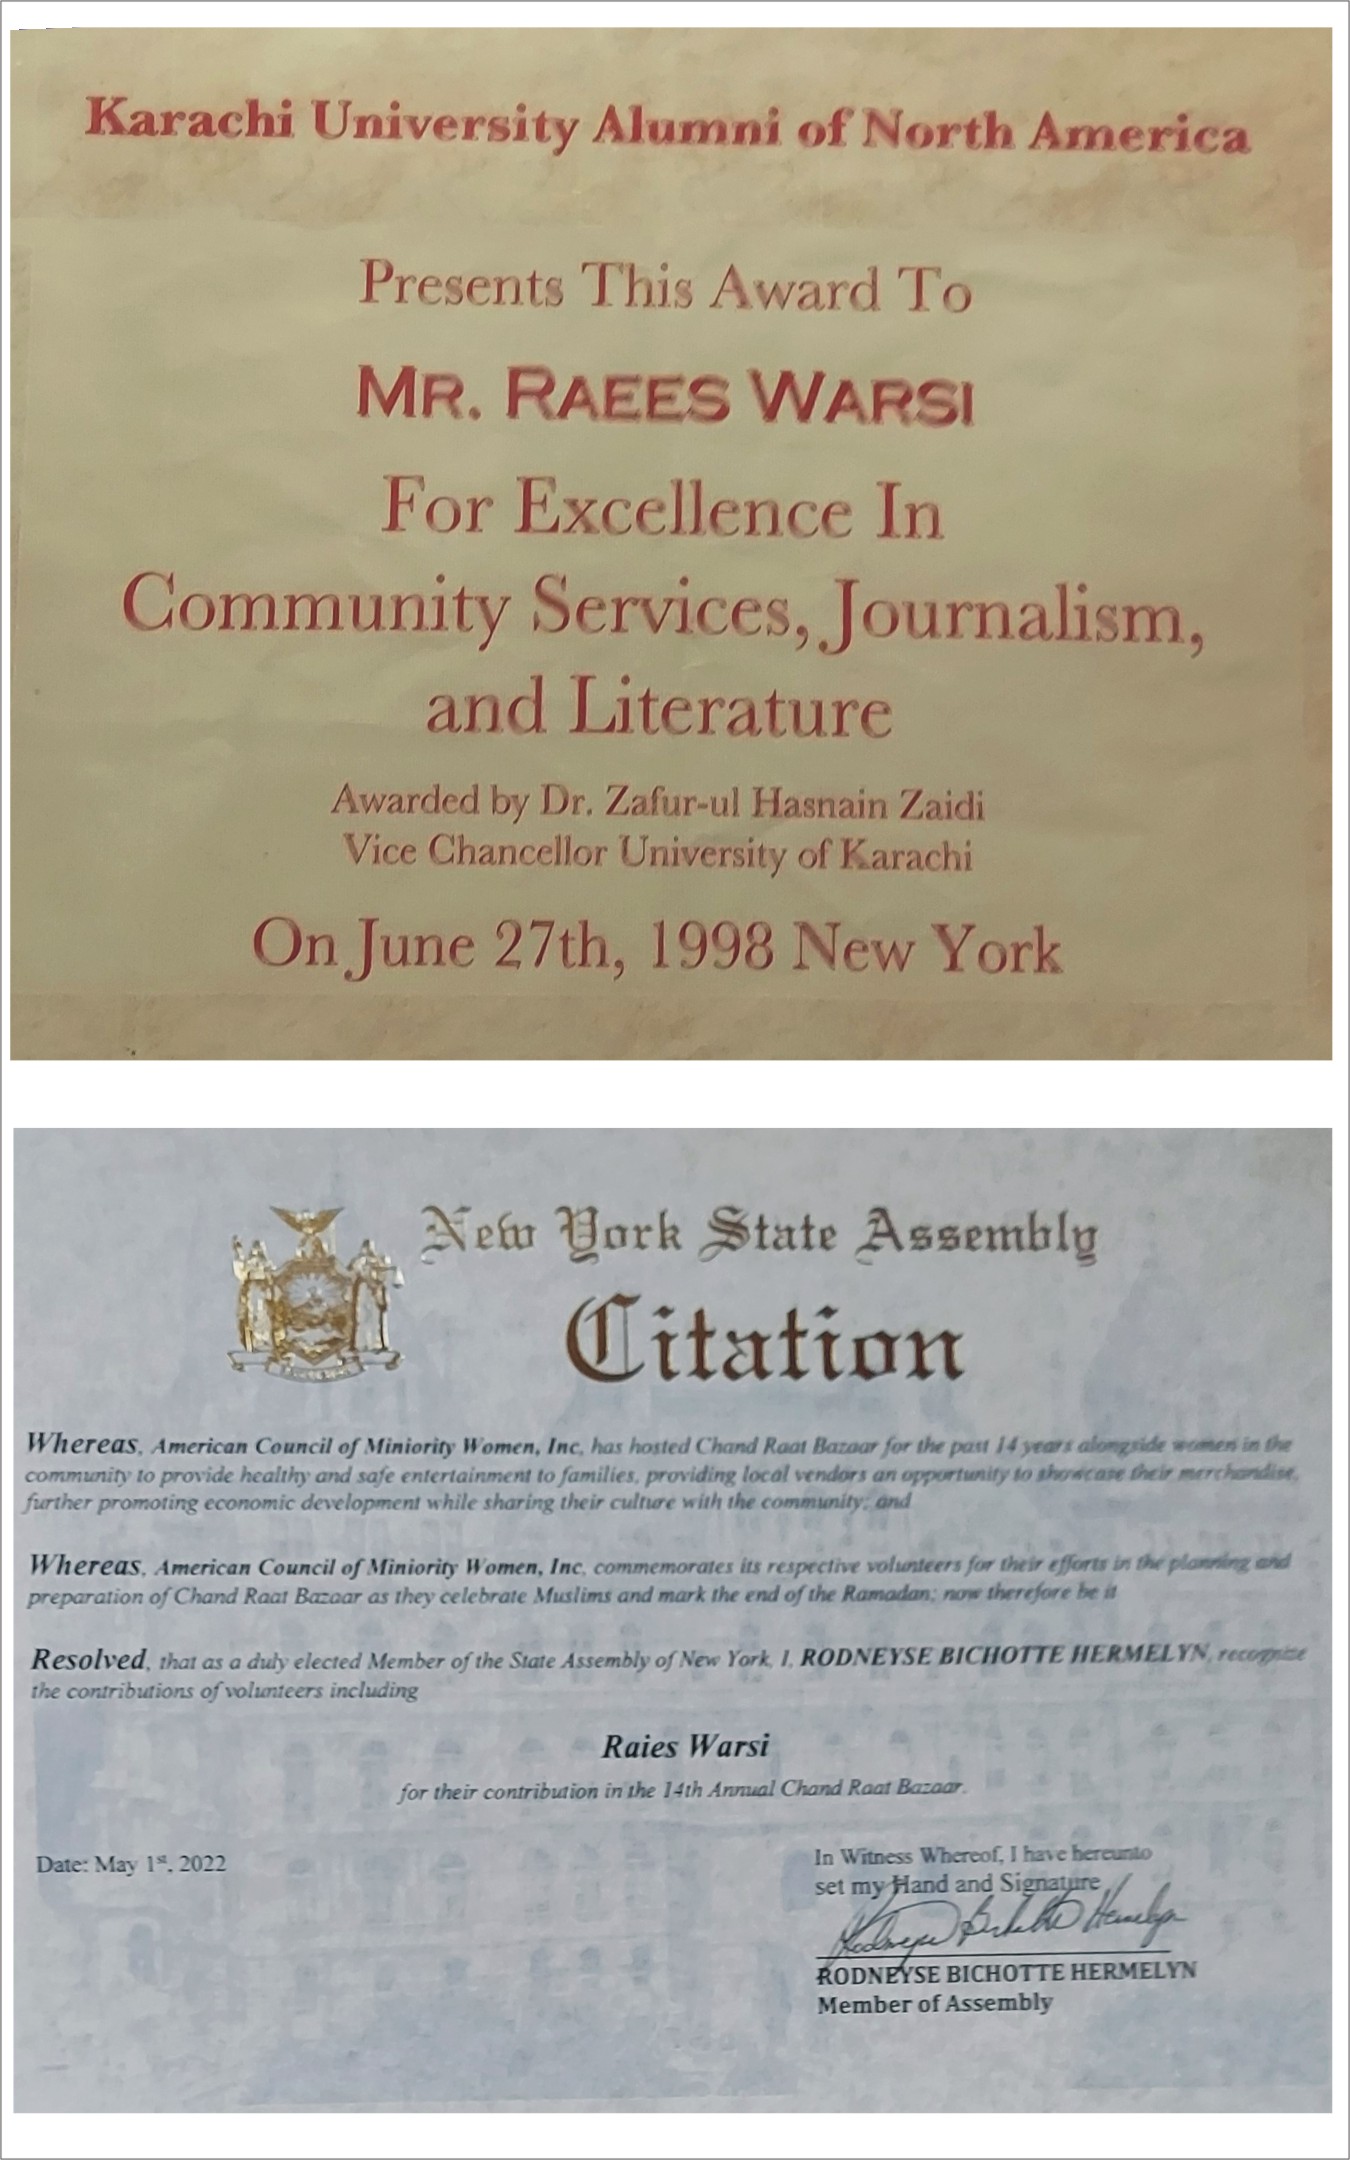 Karachi University Alumni of North America
Presents This Award To
MR. RAEES WARSI
For Excellence In
Community Services, Journalism,
and Literature
Awarded by Dr. Zafur-ul Hasnain Zaidi
Vice Chancellor University of Karachi
On June 27th, 1998 New York
New York State Assembly
Citation
Whereas, American Council of Miniority Women, Inc, has hosted Chand Raat Bazaar for the past 14 years alongside women in the
community to provide healthy and safe entertainment to families, providing local vendors an opportunity to showcase their merchandise,
further promoting economic development while sharing their culture with the community; and
Whereas, American Council of Miniority Women, Inc, commemorates its respective volunteers for their efforts in the planning and
preparation of Chand Raat Bazaar as they celebrate Muslims and mark the end of the Ramadan; now therefore be it
Resolved, that as a duly elected Member of the State Assembly of New York, I, RODNEYSE BICHOTTE HERMELYN, recognize
the contributions of volunteers including
Raies Warsi
for their contribution in the 14th Annual Chand Raat Bazaar.
Date: May 1st, 2022
In Witness Whereof, I have hereunto
set my Hand and Signature
Rodneyse Bichotte Hermelyn
RODNEYSE BICHOTTE HERMELYN
Member of Assembly